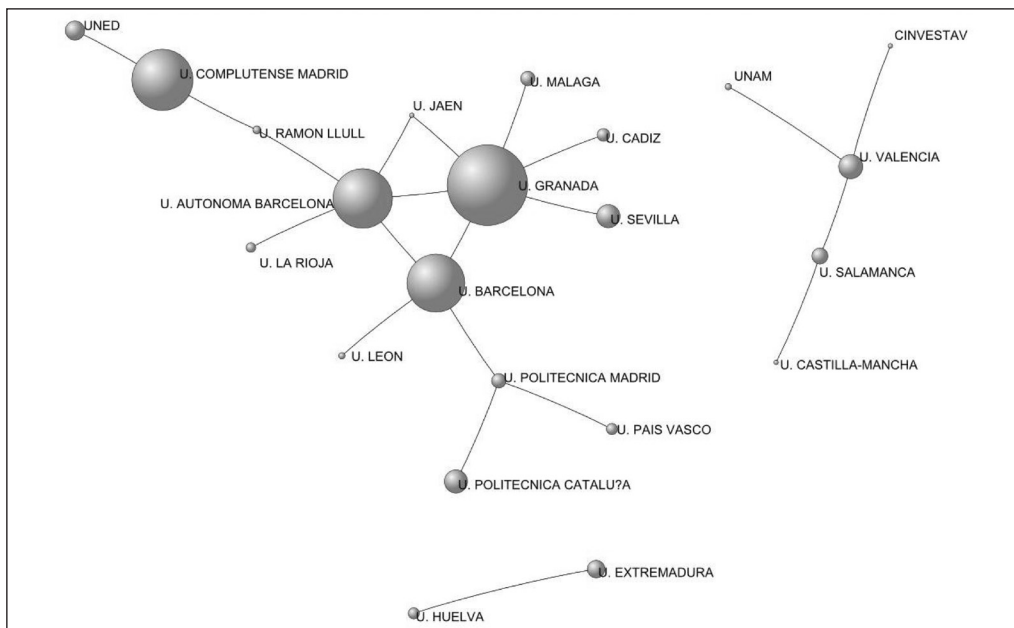 UNED
CINVESTAV
U. COMPLUTENSE MADRID
UNAM
U. MALAGA
U. JAEN
U. RAMON LLULL
U. CADIZ
U. VALENCIA
U. GRANADA
U. AUTONOMA BARCELONA
U. SEVILLA
U. LA RIOJA
U. SALAMANCA
U. BARCELONA
U. LEON
U. CASTILLA-MANCHA
U. POLITECNICA MADRID
U. PAIS VASCO
U. POLITECNICA CATALU?A
U. EXTREMADURA
U. HUELVA